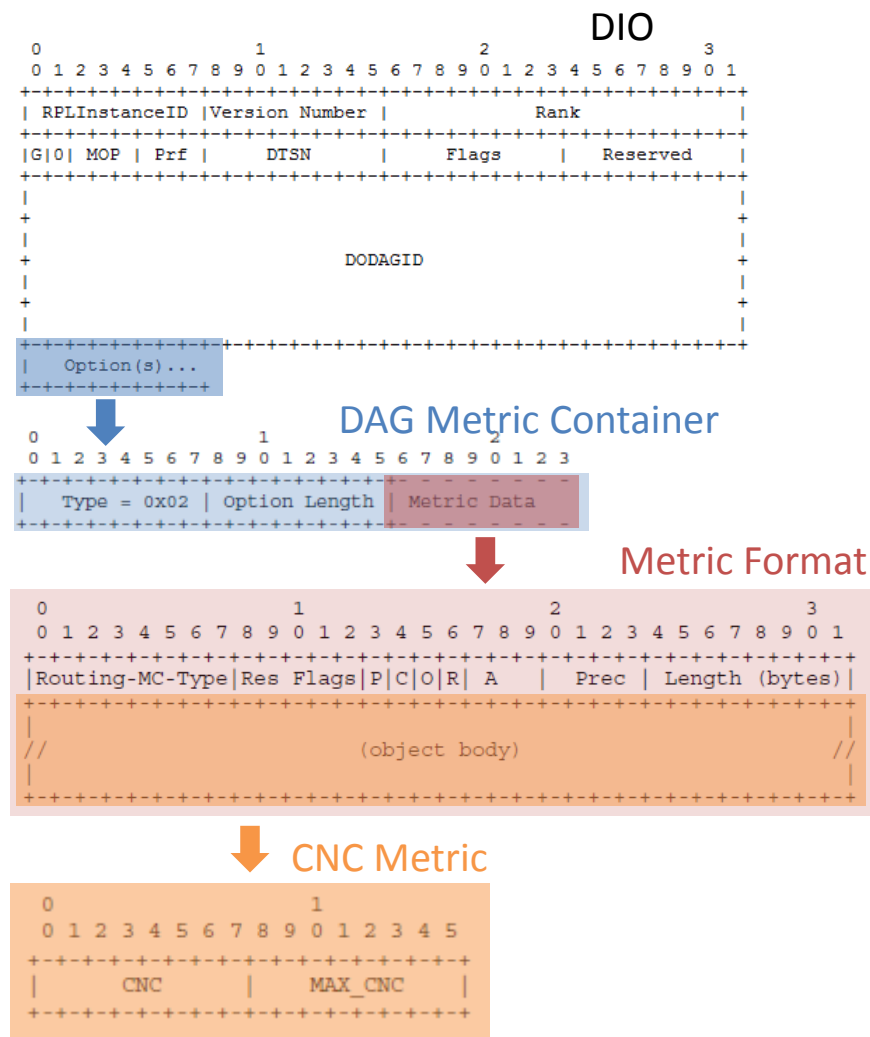 DIO
0 1 2 3
0 1 2 3 4 5 6 7 8 9 0 1 2 3 4 5 6 7 8 9 0 1 2 3 4 5 6 7 8 9 0 1
+-+-+-+-+-+-+-+-+-+-+-+-+-+-+-+-+-+-+-+-+-+-+-+-+-+-+-+-+-+-+-+-+
| RPLInstanceID |Version Number | Rank |
+-+-+-+-+-+-+-+-+-+-+-+-+-+-+-+-+-+-+-+-+-+-+-+-+-+-+-+-+-+-+-+-+
|G|0| MOP | Prf | DTSN | Flags | Reserved |
+-+-+-+-+-+-+-+-+-+-+-+-+-+-+-+-+-+-+-+-+-+-+-+-+-+-+-+-+-+-+-+-+
| |
+ +
| |
+ DODAGID +
| |
+ +
| |
+-+-+-+-+-+-+-+-+-+-+-+-+-+-+-+-+-+-+-+-+-+-+-+-+-+-+-+-+-+-+-+-+
| Option(s)...
+-+-+-+-+-+-+-+-+
DAG Metric Container
0 1 2
0 1 2 3 4 5 6 7 8 9 0 1 2 3 4 5 6 7 8 9 0 1 2 3
+-+-+-+-+-+-+-+-+-+-+-+-+-+-+-+-+- - - - - - - -
| Type = 0x02 | Option Length | Metric Data
+-+-+-+-+-+-+-+-+-+-+-+-+-+-+-+-+- - - - - - - -
Metric Format
0 1 2 3
0 1 2 3 4 5 6 7 8 9 0 1 2 3 4 5 6 7 8 9 0 1 2 3 4 5 6 7 8 9 0 1
+-+-+-+-+-+-+-+-+-+-+-+-+-+-+-+-+-+-+-+-+-+-+-+-+-+-+-+-+-+-+-+-+
|Routing-MC-Type|Res Flags|P|C|O|R| A | Prec | Length (bytes)|
+-+-+-+-+-+-+-+-+-+-+-+-+-+-+-+-+-+-+-+-+-+-+-+-+-+-+-+-+-+-+-+-+
| |
// (object body) //
| |
+-+-+-+-+-+-+-+-+-+-+-+-+-+-+-+-+-+-+-+-+-+-+-+-+-+-+-+-+-+-+-+-+
CNC Metric
0 1
0 1 2 3 4 5 6 7 8 9 0 1 2 3 4 5
+-+-+-+-+-+-+-+-+-+-+-+-+-+-+-+-+
| CNC | MAX_CNC |
+-+-+-+-+-+-+-+-+-+-+-+-+-+-+-+-+